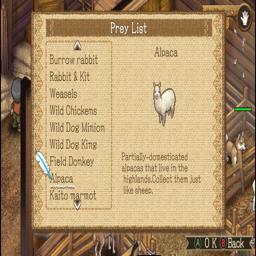 Prey List
Burrow rabbit
Rabbit & Kit
Weasels
Wild Chickens
Wild Dog Minion
Wild Dog King
Field Donkey
Alpaca
Kaito marmot
Alpaca
Partially-domesticated
alpacas that live in the
highlands.Collect them just
like sheep.
A OK B Back